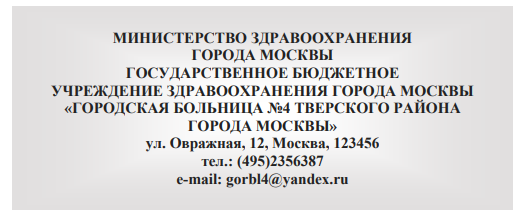 МИНИСТЕРСТВО ЗДРАВООХРАНЕНИЯ
ГОРОДА МОСКВЫ
ГОСУДАРСТВЕННОЕ БЮДЖЕТНОЕ
УЧРЕЖДЕНИЕ ЗДРАВООХРАНЕНИЯ ГОРОДА МОСКВЫ
«ГОРОДСКАЯ БОЛЬНИЦА №4 ТВЕРСКОГО РАЙОНА
ГОРОДА МОСКВЫ»
ул. Овражная, 12, Москва, 123456
тел.: (495)2356387
e-mail: gorbl4@yandex.ru